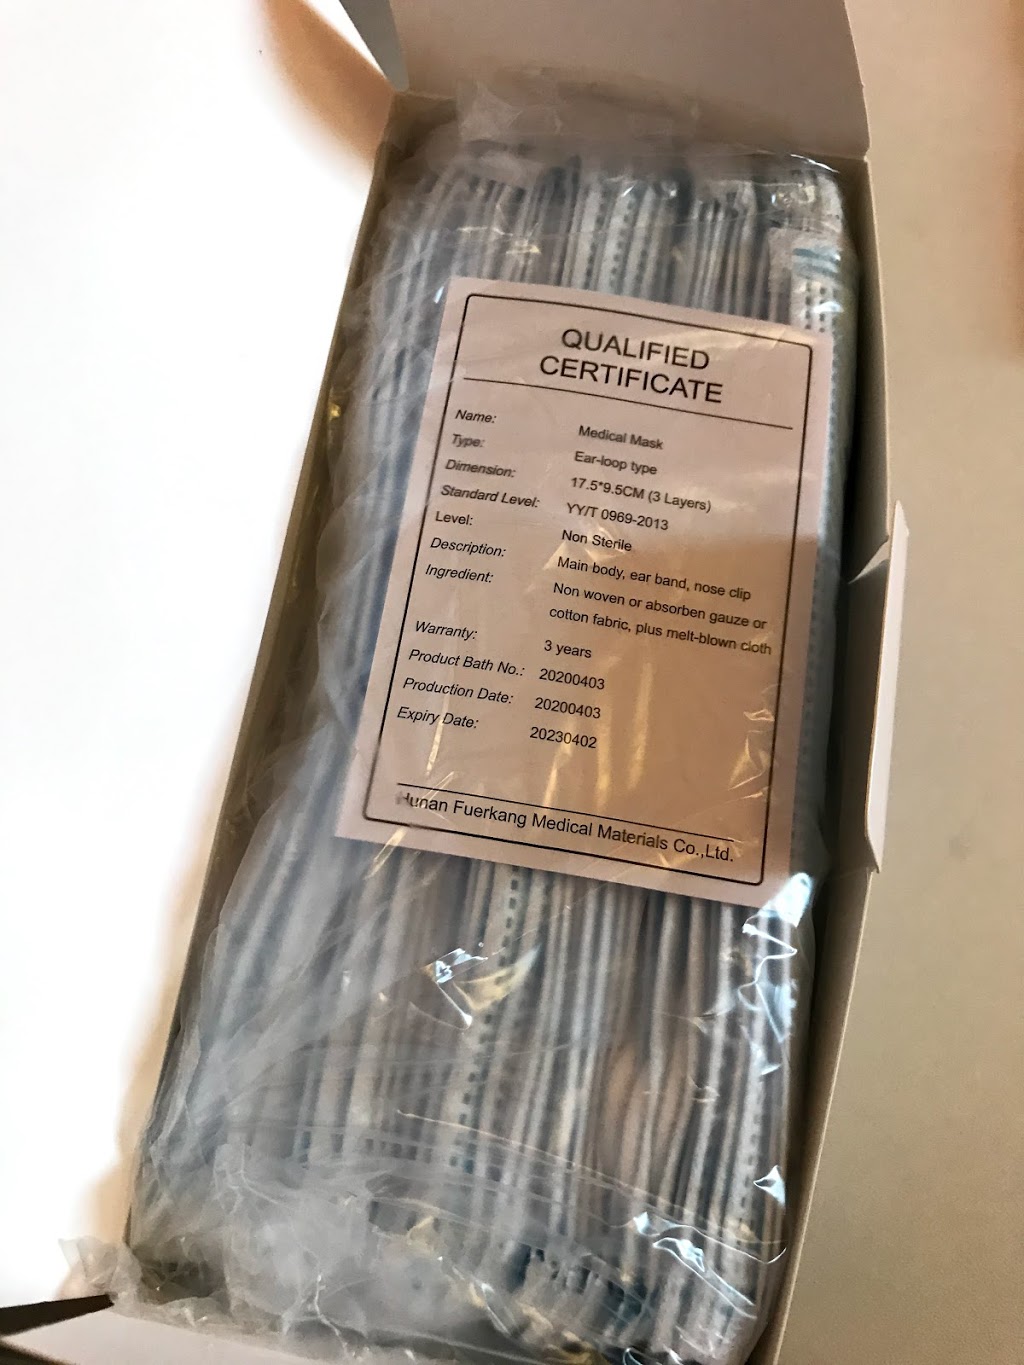 QUALIFIED
CERTIFICATE
Name: Medical Mask
Type: Ear-loop type
Dimension: 17.5*9.5CM (3 Layers)
Standard Level: YY/T 0969-2013
Level: Non Sterile
Description: Main body, ear band, nose clip
Ingredient: Non woven or absorben gauze or
cotton fabric, plus melt-blown cloth
Warranty: 3 years
Product Bath No.: 20200403
Production Date: 20200403
Expiry Date: 20230402
Hunan Fuerkang Medical Materials Co.,Ltd.